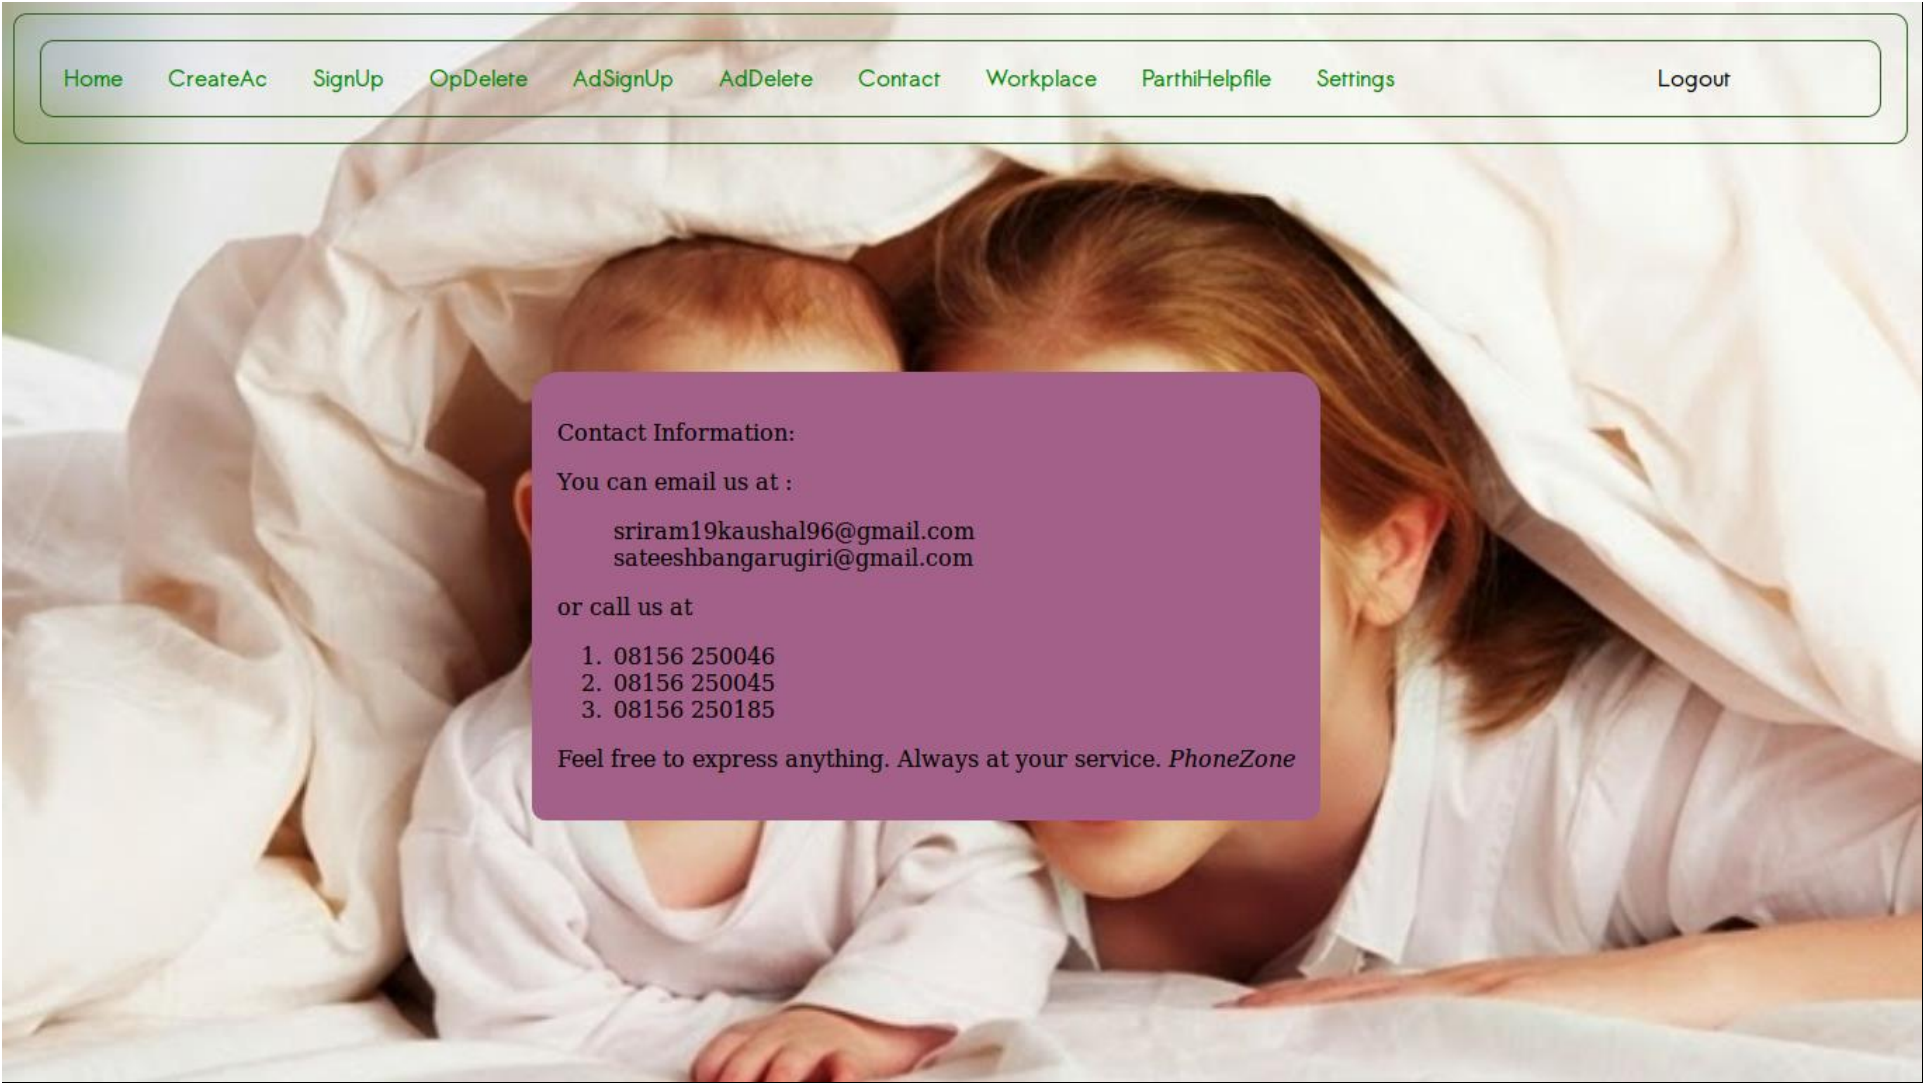 Home CreateAc SignUp OpDelete AdSignUp AdDelete Contact Workplace ParthiHelpfile Settings Logout
Contact Information:
You can email us at :
sriram19kaushal96@gmail.com
sateeshbangarugiri@gmail.com
or call us at
1. 08156 250046
2. 08156 250045
3. 08156 250185
Feel free to express anything. Always at your service. PhoneZone